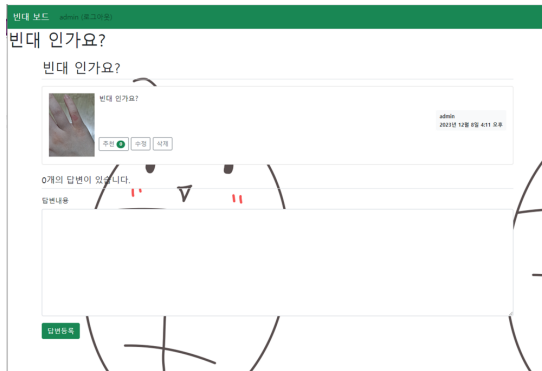 빈대 보드 admin (로그아웃)
빈대 인가요?
빈대 인가요?
빈대 인가요?
admin
2023년 12월 8일 4:11 오후
추천 0 수정 삭제
0개의 답변이 있습니다.
답변내용
답변등록